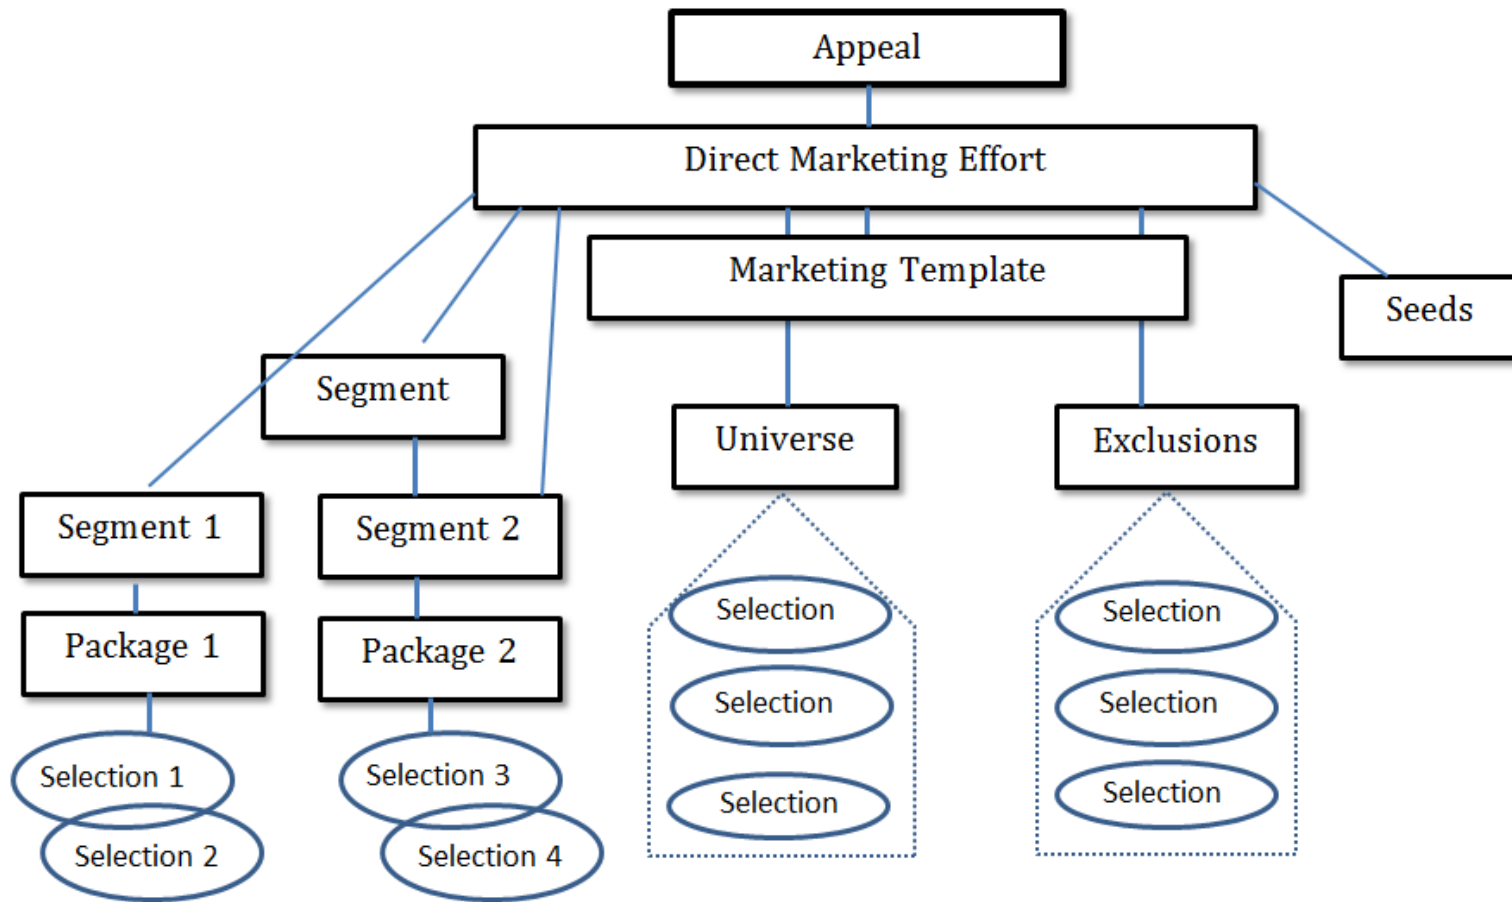 Appeal
Direct Marketing Effort
Marketing Template
Seeds
Segment
Universe
Exclusions
Segment 1
Segment 2
Package 1
Package 2
Selection
Selection
Selection
Selection
Selection 1
Selection 3
Selection
Selection
Selection 2
Selection 4